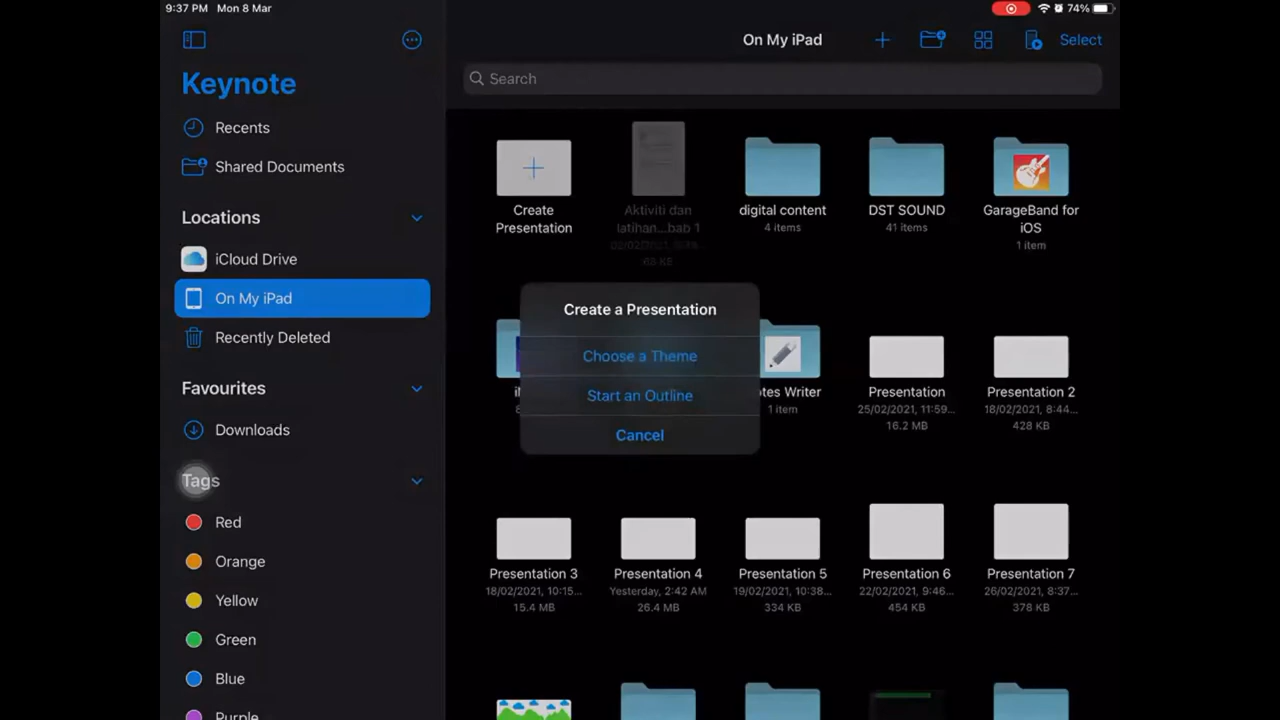 9:37 PM Mon 8 Mar
74%
Keynote
Recents
Shared Documents
Locations
iCloud Drive
On My iPad
Recently Deleted
Favourites
Downloads
Tags
Red
Orange
Yellow
Green
Blue
Purple
On My iPad
Select
Search
Create
Presentation
Aktiviti dan
latihan...bab 1
digital content
4 items
DST SOUND
41 items
GarageBand for
iOS
1 item
Create a Presentation
Choose a Theme
Start an Outline
Cancel
1 item
Presentation
25/02/2021, 11:59...
16.2 MB
Presentation 2
18/02/2021, 8:44...
428 KB
Presentation 3
18/02/2021, 10:15...
15.4 MB
Presentation 4
Yesterday, 2:42 AM
26.4 MB
Presentation 5
19/02/2021, 10:38...
334 KB
Presentation 6
22/02/2021, 9:46...
454 KB
Presentation 7
26/02/2021, 8:37...
378 KB